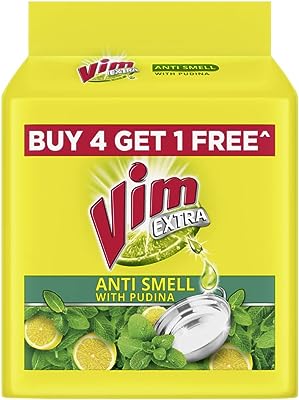 Vim
EXTRA
ANTI SMELL
WITH PUDINA
BUY 4 GET 1 FREE^
Vim
EXTRA
ANTI SMELL
WITH PUDINA